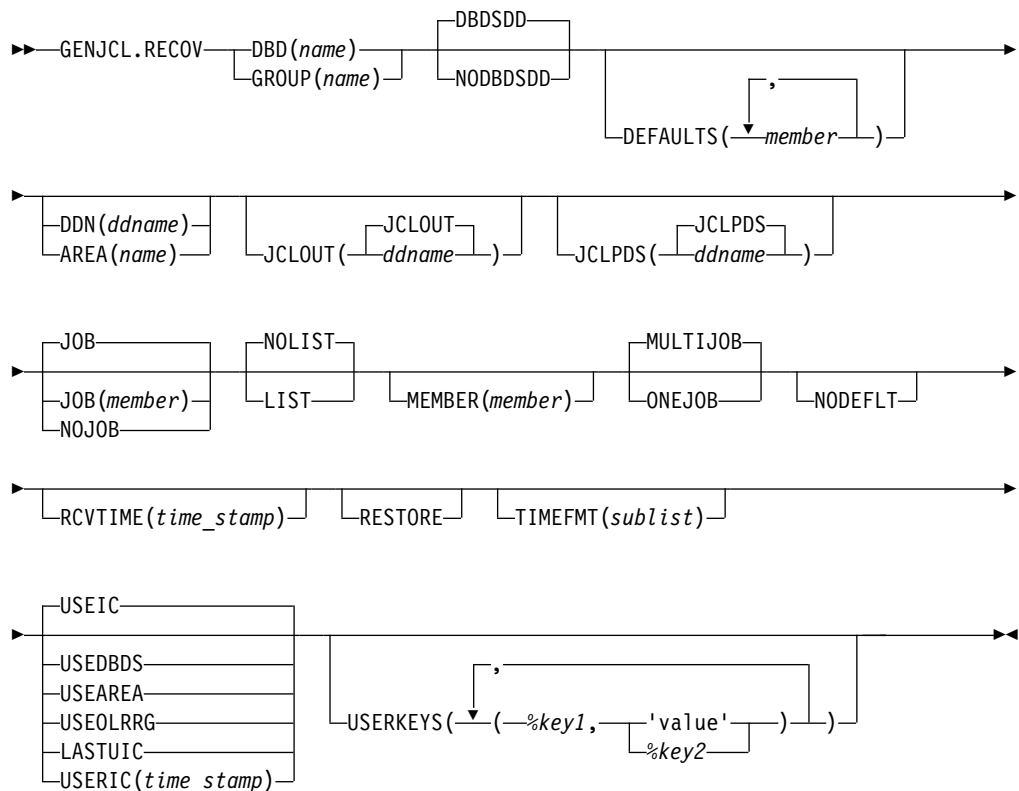 DBDSDD
GENJCL.RECOV DBD(name)
GROUP(name) NODBDSDD
,
DEFAULTS( member )
DDN(ddname) JCLOUT JCLPDS
AREA(name) JCLOUT( ddname ) JCLPDS( ddname )
JOB NOLIST MULTIJOB
JOB(member) LIST MEMBER(member) ONEJOB NODEFLT
NOJOB
RCVTIME(time_stamp) RESTORE TIMEFMT(sublist)
USEIC
USEDBDS ,
USEAREA USERKEYS( ( %key1, 'value' ) )
USEOLRRG %key2
LASTUIC
USERIC(time stamp)